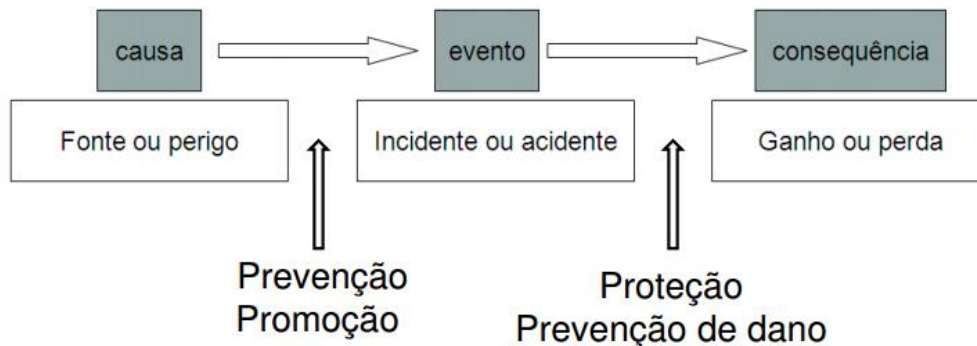 causa
evento
consequência
Fonte ou perigo
Incidente ou acidente
Ganho ou perda
Prevenção
Promoção
Proteção
Prevenção de dano